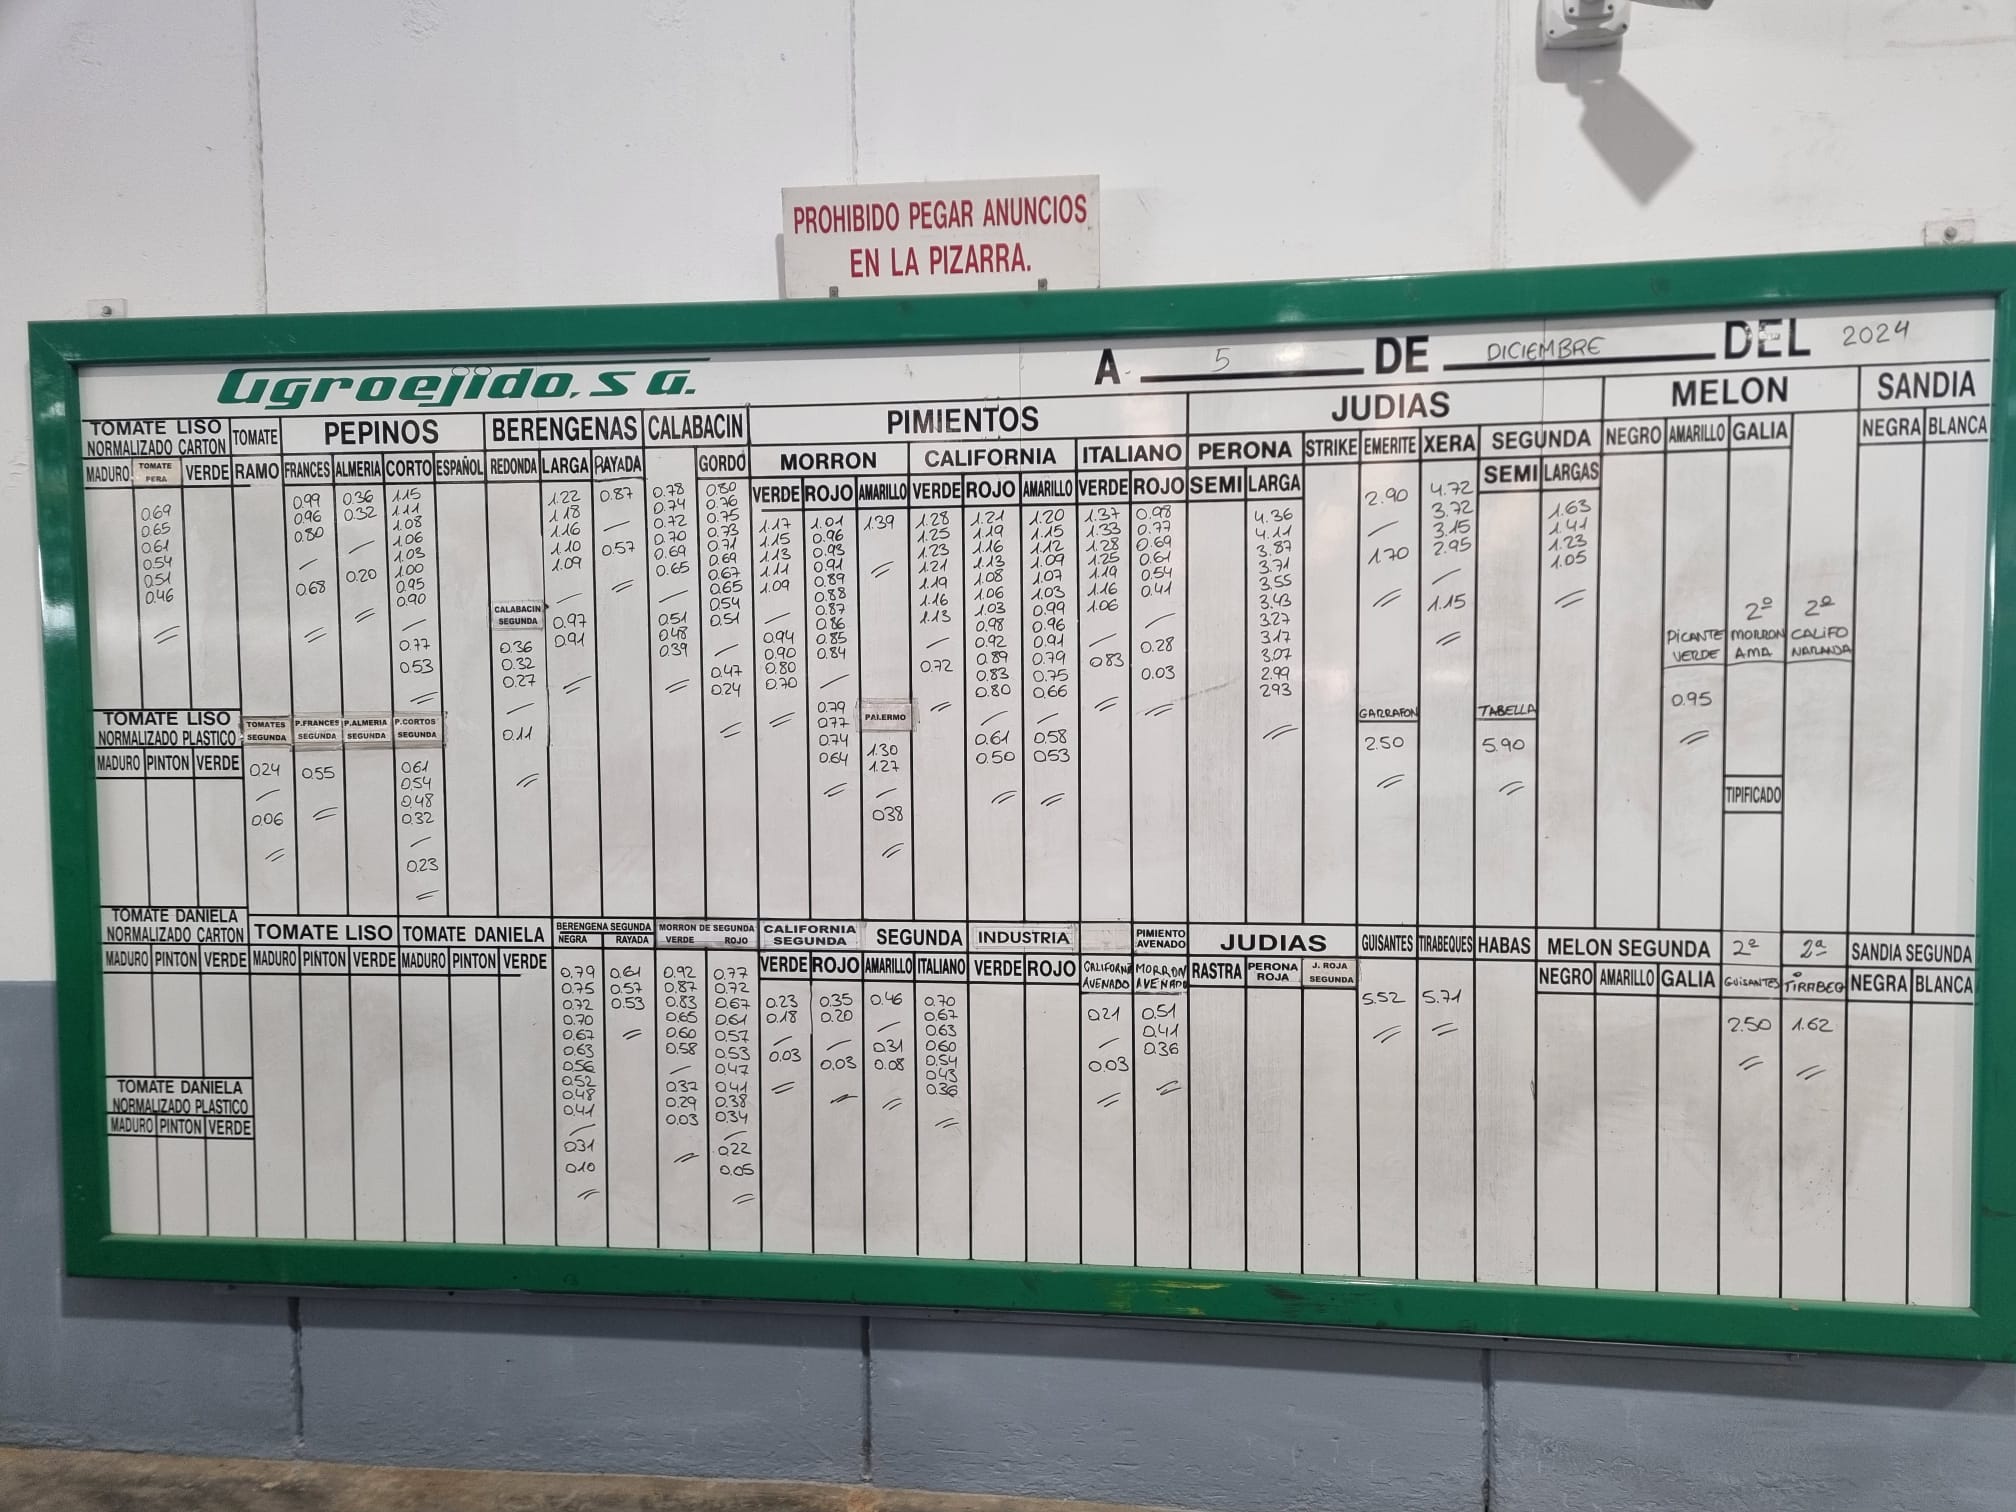 PROHIBIDO PEGAR ANUNCIOS
EN LA PIZARRA.
Agroejido, S A.
A 5 DE DICIEMBRE DEL 2024
TOMATE LISO
NORMALIZADO CARTON
MADURO
TOMATE PERA
VERDE
0.69
0.65
0.61
0.54
0.51
0.46
TOMATE
RAMO
PEPINOS
FRANCES
0.99
0.96
0.80
0.68
ALMERIA
0.36
0.32
0.20
CORTO
1.15
1.11
1.08
1.06
1.03
1.00
0.95
0.90
0.77
0.53
ESPAÑOL
BERENGENAS
REDONDA
LARGA
1.22
1.18
1.16
1.10
1.09
0.97
0.91
RAYADA
0.87
0.57
CALABACIN
SEGUNDA
0.36
0.32
0.27
0.11
CALABACIN
0.78
0.74
0.72
0.70
0.69
0.65
0.51
0.48
0.39
GORDO
0.80
0.76
0.75
0.73
0.71
0.69
0.67
0.65
0.54
0.51
0.47
0.24
PIMIENTOS
MORRON
VERDE
1.17
1.15
1.13
1.11
1.09
0.94
0.90
0.80
0.70
ROJO
1.01
0.96
0.93
0.91
0.89
0.88
0.87
0.86
0.85
0.84
0.79
0.77
0.74
0.64
AMARILLO
1.39
PALERMO
1.30
1.27
0.38
CALIFORNIA
VERDE
1.28
1.25
1.23
1.21
1.19
1.16
1.13
0.72
ROJO
1.21
1.19
1.16
1.13
1.08
1.06
1.03
0.98
0.92
0.89
0.83
0.80
0.61
0.50
AMARILLO
1.20
1.15
1.12
1.09
1.07
1.03
0.99
0.96
0.91
0.79
0.75
0.66
0.58
0.53
ITALIANO
VERDE
1.37
1.33
1.28
1.25
1.19
1.16
1.06
0.83
ROJO
0.98
0.77
0.69
0.61
0.54
0.41
0.28
0.03
JUDIAS
PERONA
SEMI
LARGA
4.36
4.11
3.87
3.71
3.55
3.43
3.27
3.17
3.07
2.99
2.93
STRIKE
EMERITE
2.90
1.70
GARRAFON
2.50
XERA
4.72
3.72
3.15
2.95
1.15
SEGUNDA
SEMI
TABELLA
5.90
LARGAS
1.63
1.41
1.23
1.05
MELON
NEGRO
AMARILLO
PICANTE
VERDE
0.95
GALIA
2º
MORRON
AMA
TIPIFICADO
2º
CALIFO
NARANJA
SANDIA
NEGRA
BLANCA
TOMATE LISO
NORMALIZADO PLASTICO
MADURO PINTON VERDE
TOMATES
SEGUNDA
0.24
0.06
P.FRANCES
SEGUNDA
0.55
P.ALMERIA
SEGUNDA
P.CORTOS
SEGUNDA
0.61
0.54
0.48
0.32
0.23
TOMATE DANIELA
NORMALIZADO CARTON
MADURO PINTON VERDE
TOMATE LISO
MADURO PINTON VERDE
TOMATE DANIELA
MADURO PINTON VERDE
BERENGENA SEGUNDA
NEGRA
0.79
0.75
0.72
0.70
0.67
0.63
0.56
0.52
0.48
0.41
0.31
0.10
RAYADA
0.61
0.57
0.53
MORRON DE SEGUNDA
VERDE
0.92
0.87
0.83
0.65
0.60
0.58
0.37
0.29
0.03
ROJO
0.77
0.72
0.67
0.61
0.57
0.53
0.47
0.41
0.38
0.34
0.22
0.05
CALIFORNIA
SEGUNDA
VERDE
0.23
0.18
0.03
ROJO
0.35
0.20
0.03
SEGUNDA
AMARILLO
0.46
0.31
0.08
ITALIANO
0.70
0.67
0.63
0.60
0.54
0.43
0.36
INDUSTRIA
VERDE ROJO
CALIFORNI
AVENADO
0.21
0.03
PIMIENTO
AVENADO
MORRON
AVENADO
0.51
0.41
0.36
JUDIAS
RASTRA
PERONA
ROJA
J. ROJA
SEGUNDA
GUISANTES
5.52
TIRABEQUES
5.71
HABAS
MELON SEGUNDA
NEGRO AMARILLO GALIA
2ª
GUISANTES
2.50
2ª
TIRABEQ
1.62
SANDIA SEGUNDA
NEGRA BLANCA
TOMATE DANIELA
NORMALIZADO PLASTICO
MADURO PINTON VERDE